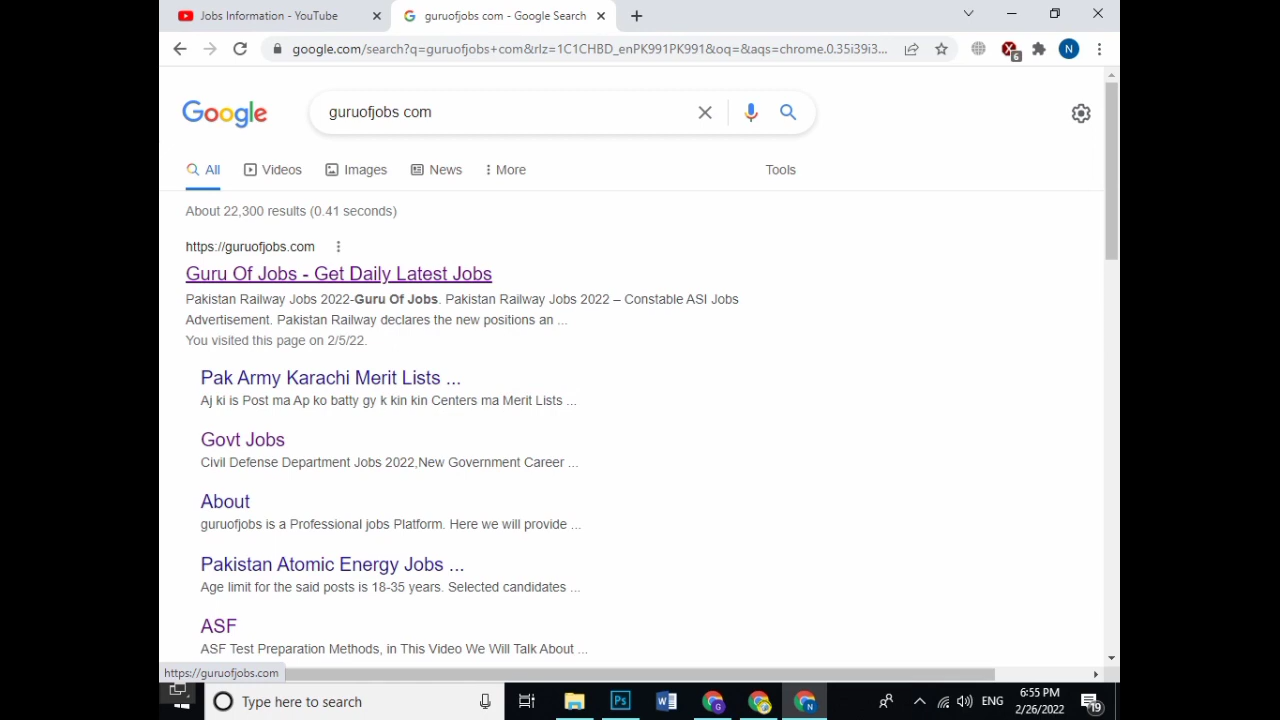 Jobs Information - YouTube
guruofjobs com - Google Search
google.com/search?q=guruofjobs+com&rlz=1C1CHBD_enPK991PK991&oq=&aqs=chrome.0.35i39i3...
6
N
Google
guruofjobs com
All
Videos
Images
News
More
Tools
About 22,300 results (0.41 seconds)
https://guruofjobs.com
Guru Of Jobs - Get Daily Latest Jobs
Pakistan Railway Jobs 2022-Guru Of Jobs. Pakistan Railway Jobs 2022 – Constable ASI Jobs
Advertisement. Pakistan Railway declares the new positions an ...
You visited this page on 2/5/22.
Pak Army Karachi Merit Lists ...
Aj ki is Post ma Ap ko batty gy k kin kin Centers ma Merit Lists ...
Govt Jobs
Civil Defense Department Jobs 2022,New Government Career ...
About
guruofjobs is a Professional jobs Platform. Here we will provide ...
Pakistan Atomic Energy Jobs ...
Age limit for the said posts is 18-35 years. Selected candidates ...
ASF
ASF Test Preparation Methods, in This Video We Will Talk About ...
https://guruofjobs.com
Type here to search
Ps
W
G
N
ENG
6:55 PM
2/26/2022
19